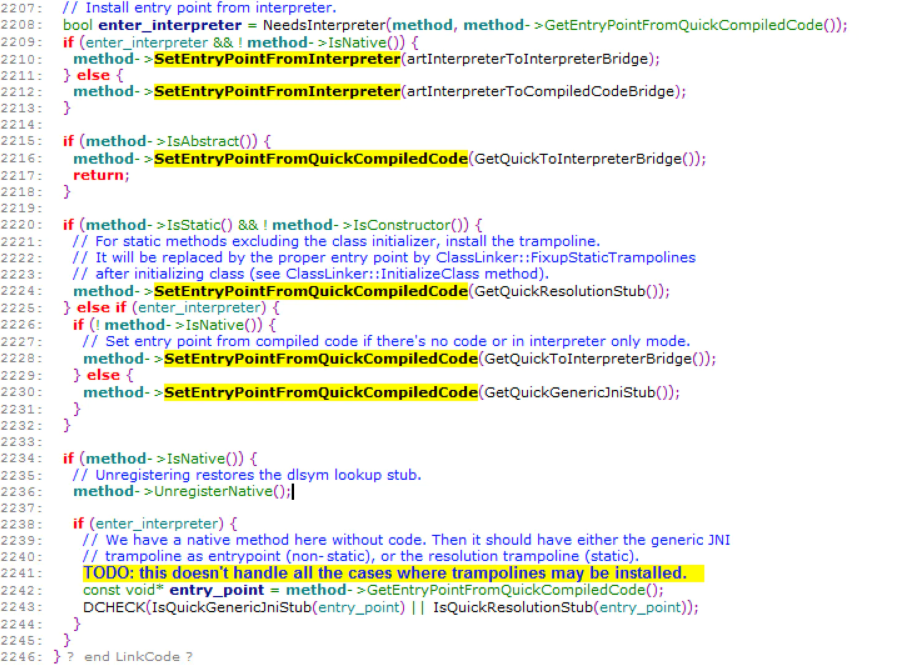 2207: // Install entry point from interpreter.
2208: bool enter_interpreter = NeedsInterpreter(method, method->GetEntryPointFromQuickCompiledCode());
2209: if (enter_interpreter && ! method->IsNative()) {
2210: method->SetEntryPointFromInterpreter(artInterpreterToInterpreterBridge);
2211: } else {
2212: method->SetEntryPointFromInterpreter(artInterpreterToCompiledCodeBridge);
2213: }
2214:
2215: if (method->IsAbstract()) {
2216: method->SetEntryPointFromQuickCompiledCode(GetQuickToInterpreterBridge());
2217: return;
2218: }
2219:
2220: if (method->IsStatic() && ! method->IsConstructor()) {
2221: // For static methods excluding the class initializer, install the trampoline.
2222: // It will be replaced by the proper entry point by ClassLinker::FixupStaticTrampolines
2223: // after initializing class (see ClassLinker::InitializeClass method).
2224: method->SetEntryPointFromQuickCompiledCode(GetQuickResolutionStub());
2225: } else if (enter_interpreter) {
2226: if (! method->IsNative()) {
2227: // Set entry point from compiled code if there's no code or in interpreter only mode.
2228: method->SetEntryPointFromQuickCompiledCode(GetQuickToInterpreterBridge());
2229: } else {
2230: method->SetEntryPointFromQuickCompiledCode(GetQuickGenericJniStub());
2231: }
2232: }
2233:
2234: if (method->IsNative()) {
2235: // Unregistering restores the dlsym lookup stub.
2236: method->UnregisterNative();
2237:
2238: if (enter_interpreter) {
2239: // We have a native method here without code. Then it should have either the generic JNI
2240: // trampoline as entrypoint (non-static), or the resolution trampoline (static).
2241: TODO: this doesn't handle all the cases where trampolines may be installed.
2242: const void* entry_point = method->GetEntryPointFromQuickCompiledCode();
2243: DCHECK(IsQuickGenericJniStub(entry_point) || IsQuickResolutionStub(entry_point));
2244: }
2245: }
2246: } ? end LinkCode ?